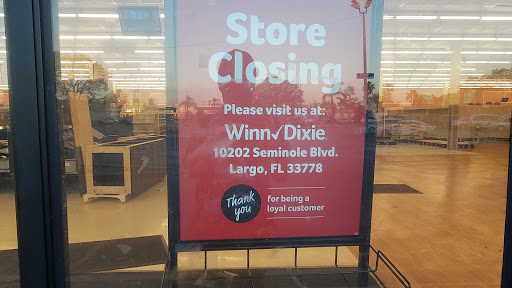 Store
Closing
Please visit us at:
Winn✓Dixie
10202 Seminole Blvd.
Largo, FL 33778
Thank
you
for being a
loyal customer